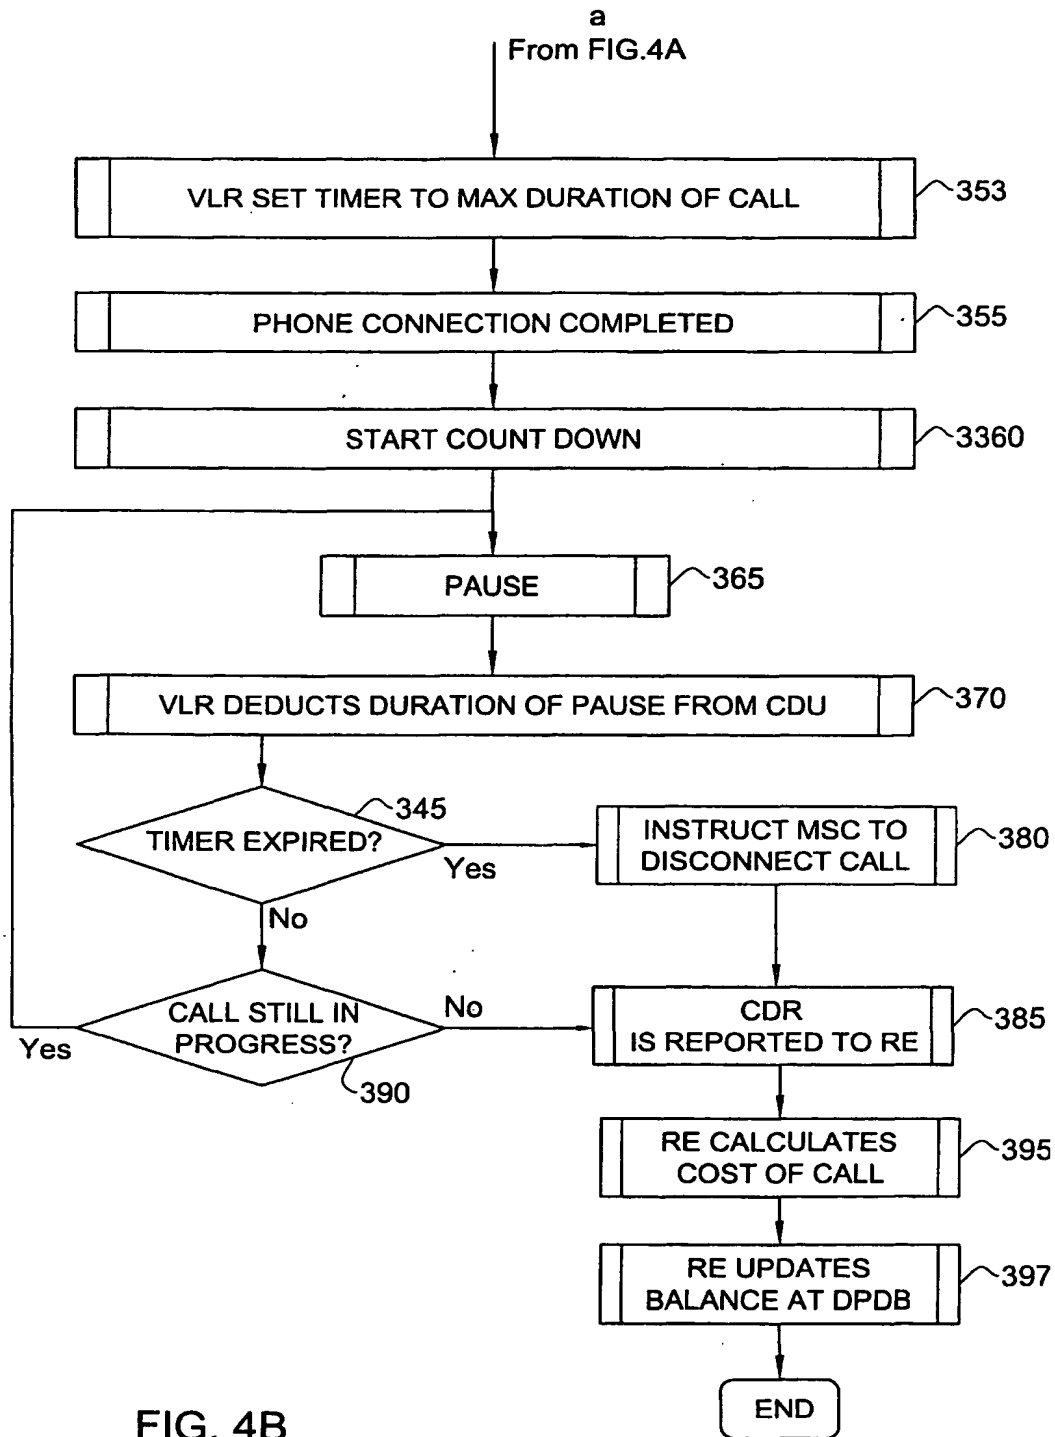 a
From FIG.4A
VLR SET TIMER TO MAX DURATION OF CALL
353
PHONE CONNECTION COMPLETED
355
START COUNT DOWN
3360
PAUSE
365
VLR DEDUCTS DURATION OF PAUSE FROM CDU
370
345
TIMER EXPIRED?
Yes
No
INSTRUCT MSC TO
DISCONNECT CALL
380
CALL STILL IN
PROGRESS?
Yes
No
390
CDR
IS REPORTED TO RE
385
RE CALCULATES
COST OF CALL
395
RE UPDATES
BALANCE AT DPDB
397
END
FIG. 4B